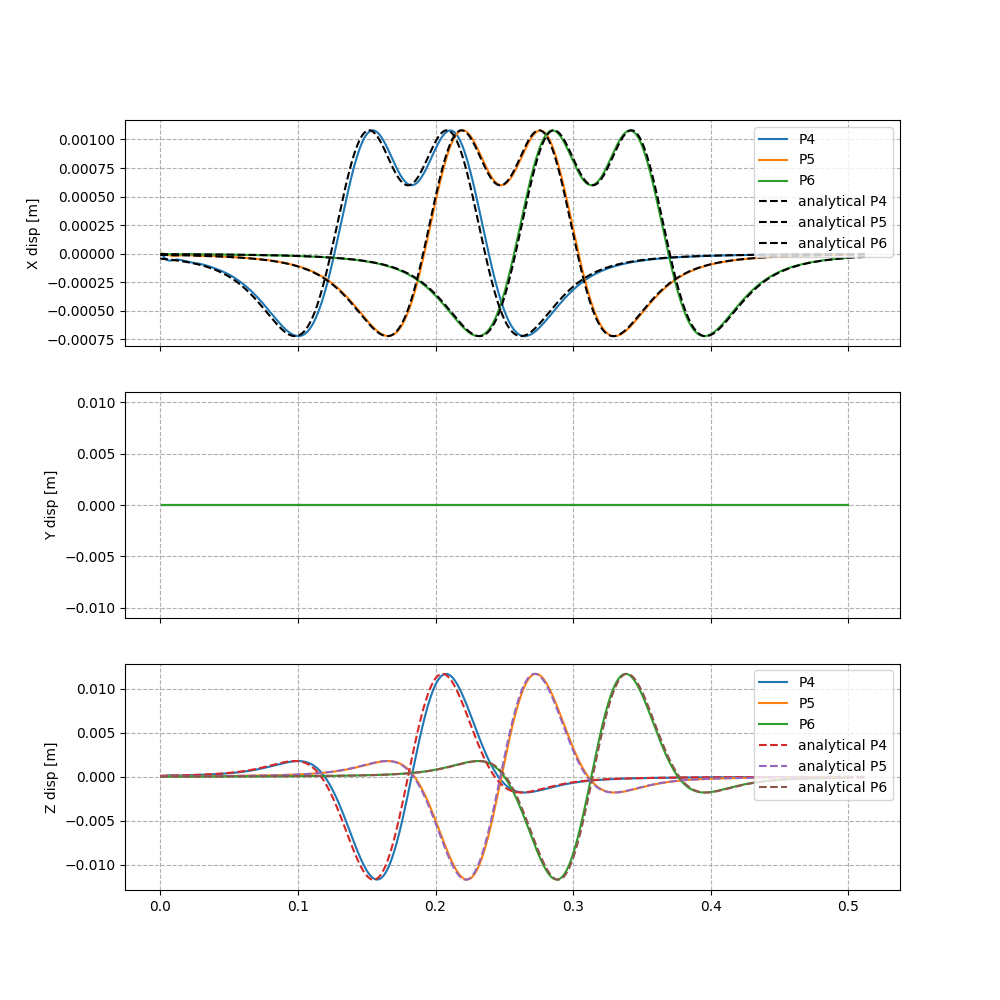 X disp [m]
0.00100
0.00075
0.00050
0.00025
0.00000
−0.00025
−0.00050
−0.00075
P4
P5
P6
analytical P4
analytical P5
analytical P6
Y disp [m]
0.010
0.005
0.000
−0.005
−0.010
Z disp [m]
0.010
0.005
0.000
−0.005
−0.010
P4
P5
P6
analytical P4
analytical P5
analytical P6
0.0 0.1 0.2 0.3 0.4 0.5